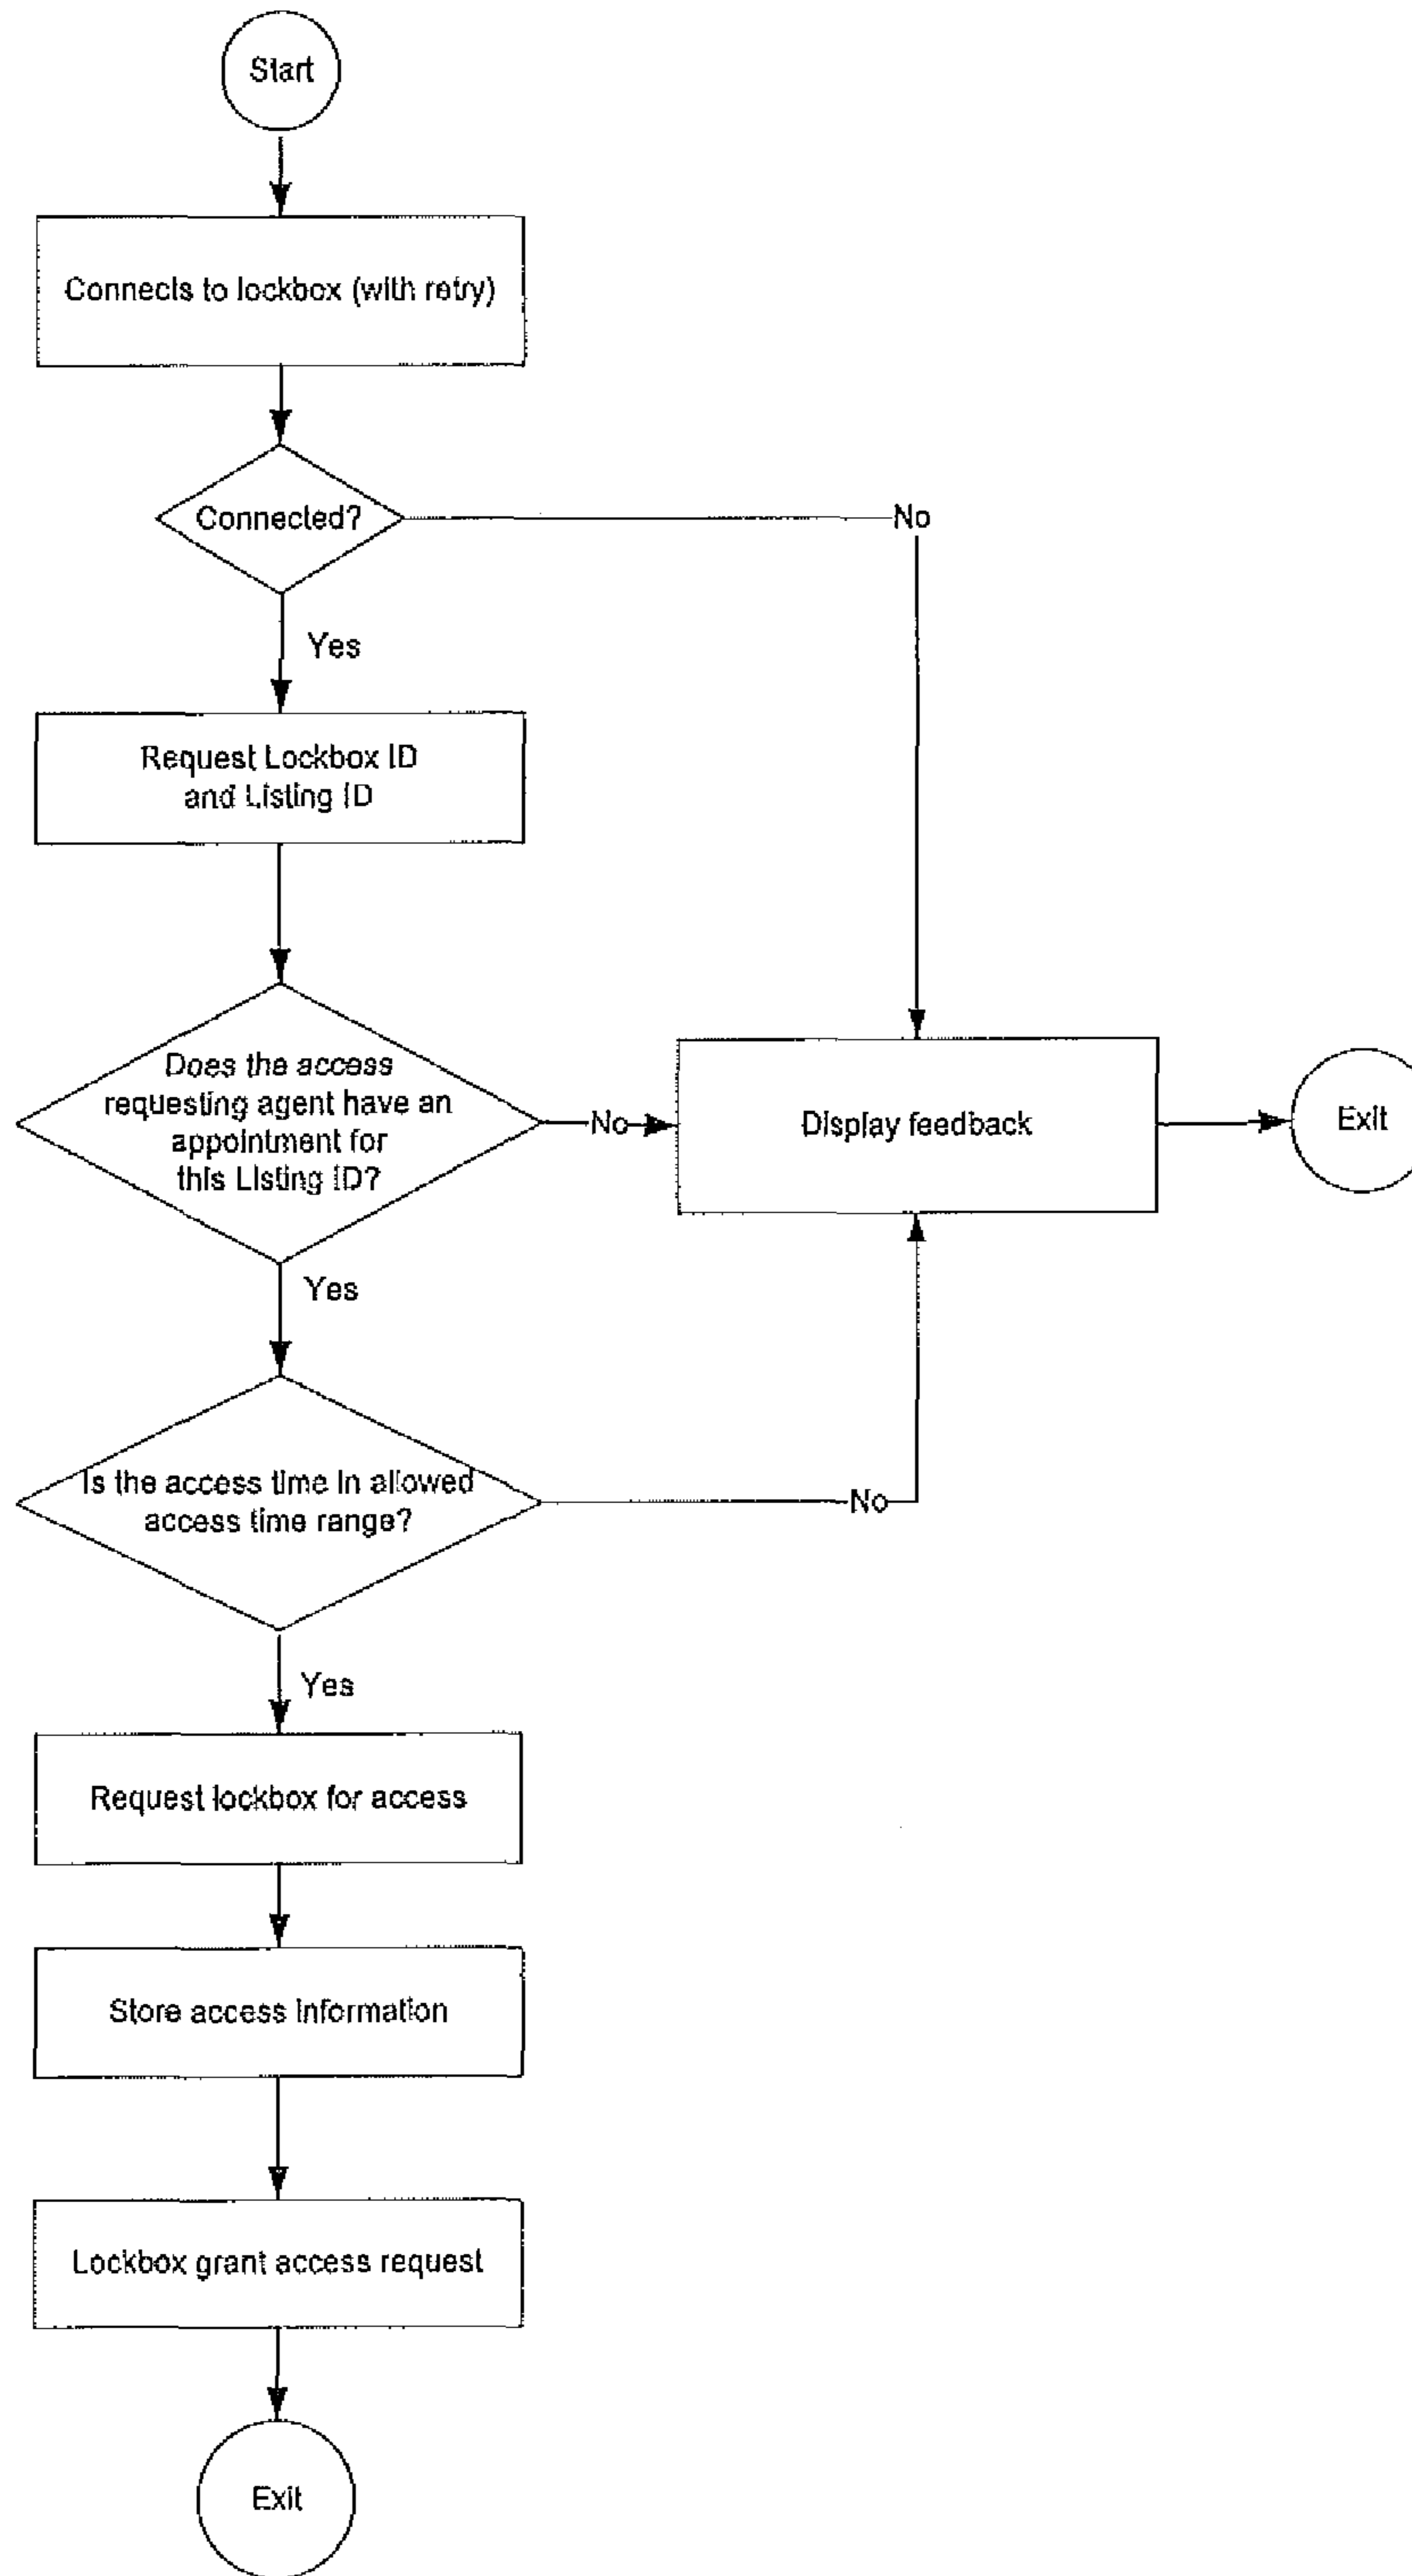 Start
Connects to lockbox (with retry)
Connected?
No
Yes
Request Lockbox ID
and Listing ID
Does the access
requesting agent have an
appointment for
this Listing ID?
No
Display feedback
Exit
Yes
Is the access time in allowed
access time range?
No
Yes
Request lockbox for access
Store access information
Lockbox grant access request
Exit